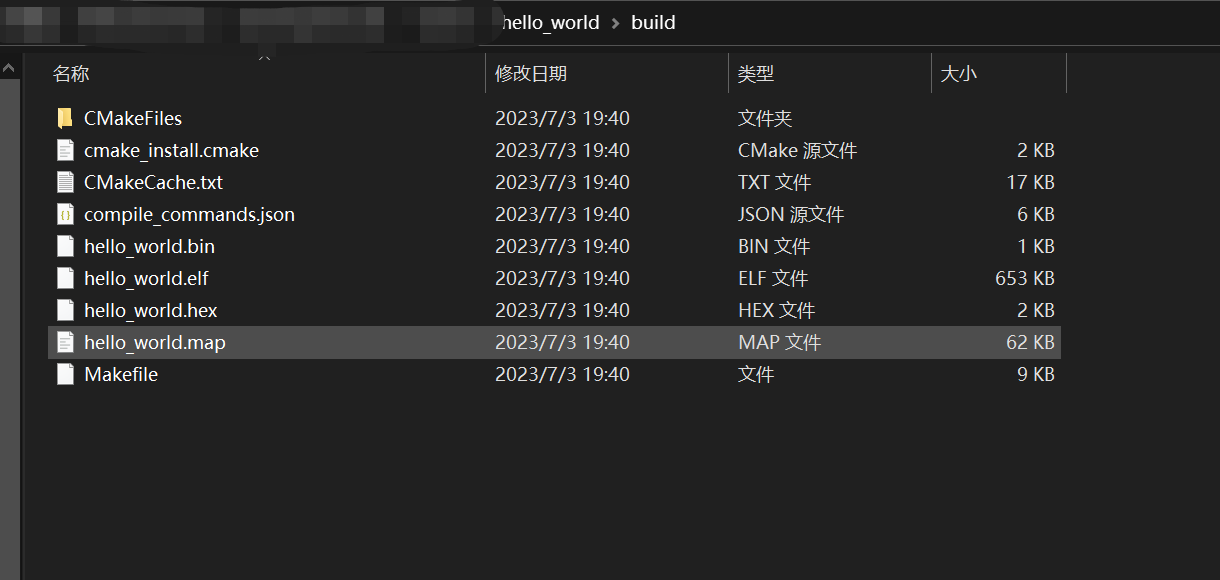 hello_world > build
名称 修改日期 类型 大小
CMakeFiles 2023/7/3 19:40 文件夹
cmake_install.cmake 2023/7/3 19:40 CMake 源文件 2 KB
CMakeCache.txt 2023/7/3 19:40 TXT 文件 17 KB
compile_commands.json 2023/7/3 19:40 JSON 源文件 6 KB
hello_world.bin 2023/7/3 19:40 BIN 文件 1 KB
hello_world.elf 2023/7/3 19:40 ELF 文件 653 KB
hello_world.hex 2023/7/3 19:40 HEX 文件 2 KB
hello_world.map 2023/7/3 19:40 MAP 文件 62 KB
Makefile 2023/7/3 19:40 文件 9 KB